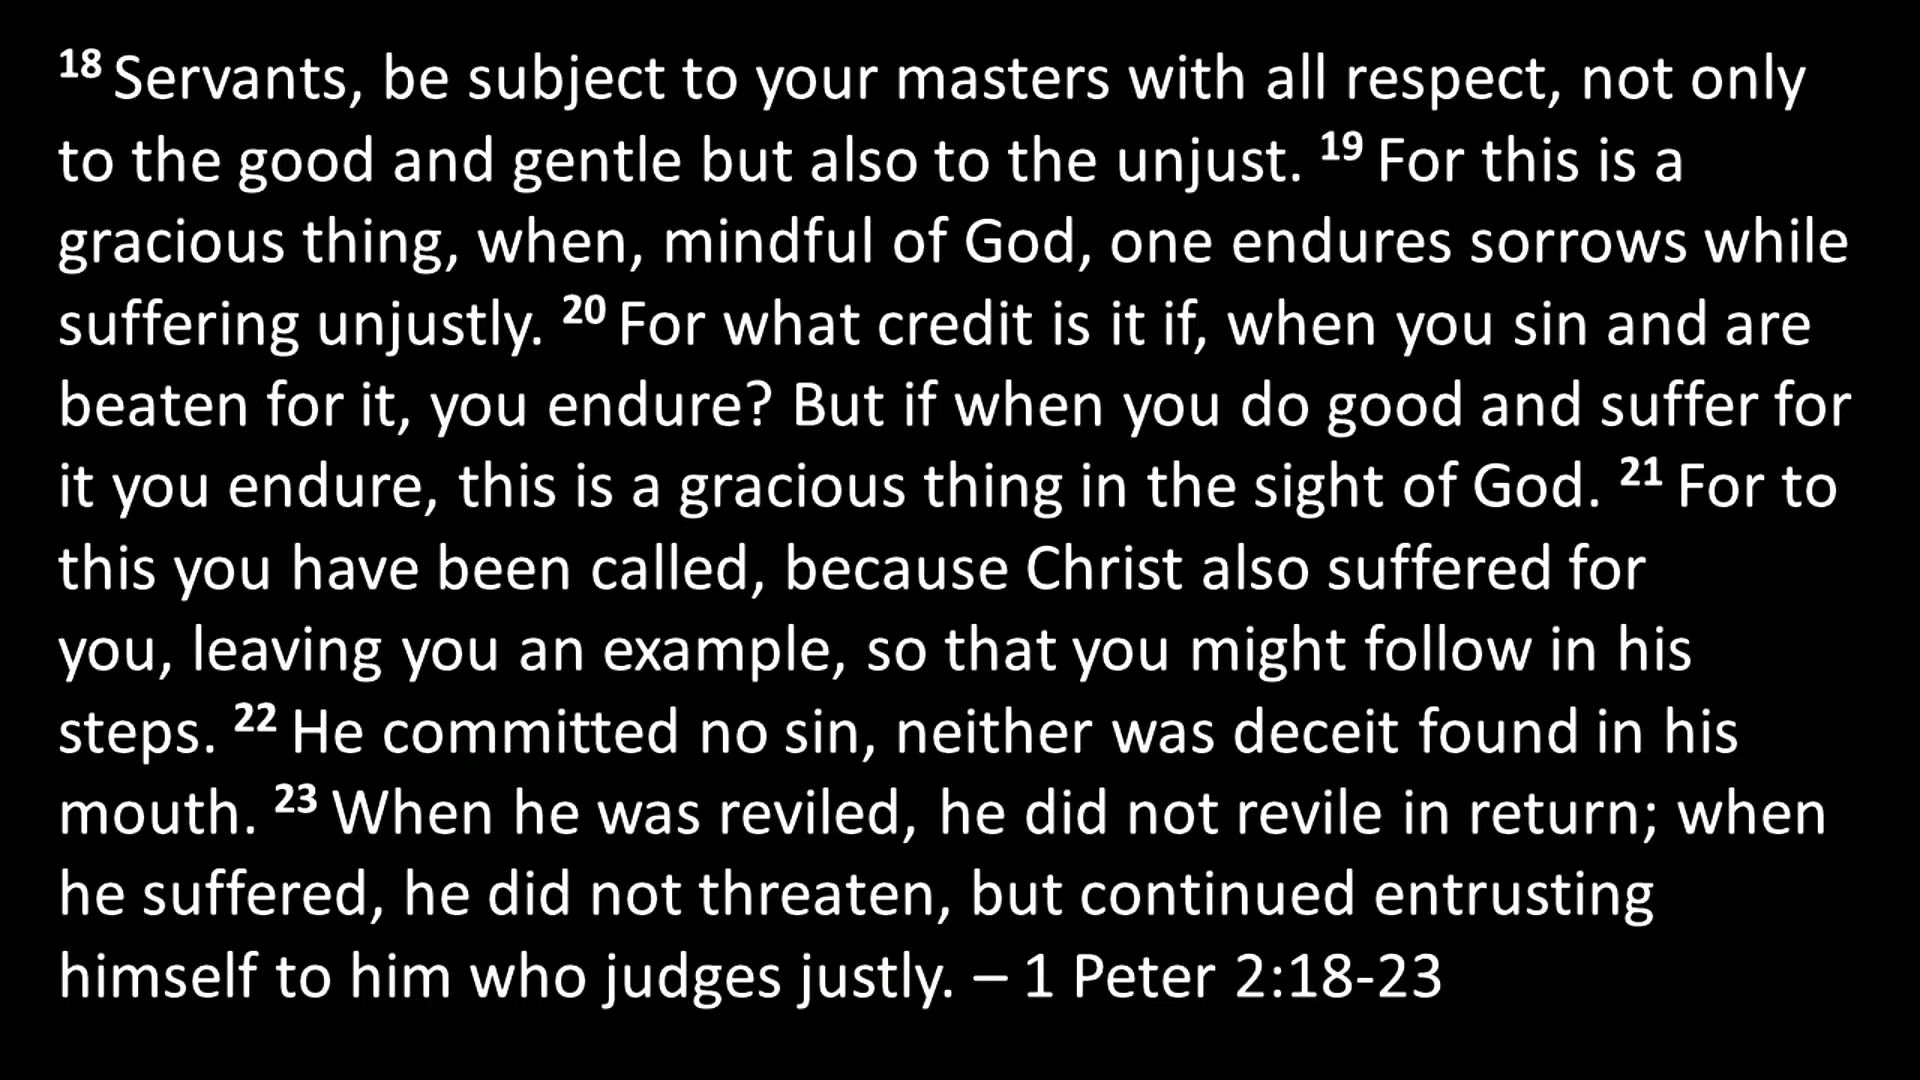 18 Servants, be subject to your masters with all respect, not only
to the good and gentle but also to the unjust. 19 For this is a
gracious thing, when, mindful of God, one endures sorrows while
suffering unjustly. 20 For what credit is it if, when you sin and are
beaten for it, you endure? But if when you do good and suffer for
it you endure, this is a gracious thing in the sight of God. 21 For to
this you have been called, because Christ also suffered for
you, leaving you an example, so that you might follow in his
steps. 22 He committed no sin, neither was deceit found in his
mouth. 23 When he was reviled, he did not revile in return; when
he suffered, he did not threaten, but continued entrusting
himself to him who judges justly. – 1 Peter 2:18-23